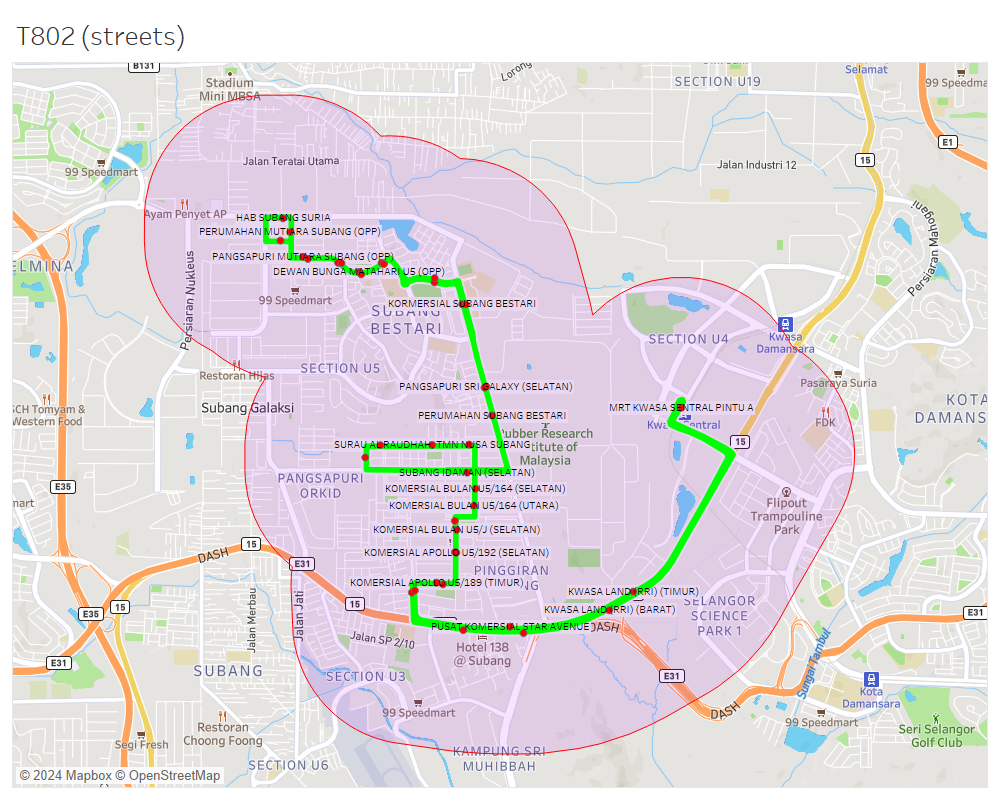 T802 (streets)
B131
Lorong
Selamat
SECTION U19
99 Speedma
Stadium
Mini MBSA
E1
15
Jalan Teratai Utama
Jalan Industri 12
99 Speedmart
Ayam Penyet AP
HAB SUBANG SURIA
PERUMAHAN MUTIARA SUBANG (OPP)
Persiaran Mahogani
PANGSAPURI MUTIARA SUBANG (OPP)
ELMINA
DEWAN BUNGA MATAHARI U5 (OPP)
Persiaran Nukleus
99 Speedmart
KORMERSIAL SUBANG BESTARI
SUBANG
BESTARI
SECTION U4
Kwasa
Damansara
SECTION U5
Restoran Hijas
Pasaraya Suria
PANGSAPURI SRI GALAXY (SELATAN)
SCH Tomyam &
Western Food
Subang Galaksi
MRT KWASA SENTRAL PINTU A
KOTA
DAMANS
PERUMAHAN SUBANG BESTARI
FDK
Rubber Research
Institute of
Malaysia
SURAU AL RAUDHAH, TMN NUSA SUBANG
15
SUBANG IDAMAN (SELATAN)
PANGSAPURI
ORKID
E35
KOMERSIAL BULAN U5/164 (SELATAN)
mart
KOMERSIAL BULAN U5/164 (UTARA)
Flipout
Trampouline
Park
KOMERSIAL BULAN U5/J (SELATAN)
15
DASH
KOMERSIAL APOLLO U5/192 (SELATAN)
E31
PINGGIRAN
KOMERSIAL APOLLO U5/189 (TIMUR)
KWASA LAND (RRI) (TIMUR)
SELANGOR
SCIENCE
PARK 1
15
15
E35
KWASA LAND (RRI) (BARAT)
E31
Jalan Merbau
Jalan Jati
PUSAT KOMERSIAL STAR AVENUE
DASH
Jalan SP 2/10
Hotel 138
@ Subang
Sungai Tambul
E31
SUBANG
SECTION U3
E31
Kota
Damansara
99 Speedmart
DASH
99 Speedmart
Restoran
Choong Foong
Seri Selangor
Golf Club
Segi Fresh
KAMPUNG SRI
MUHIBBAH
SECTION U6
© 2024 Mapbox © OpenStreetMap